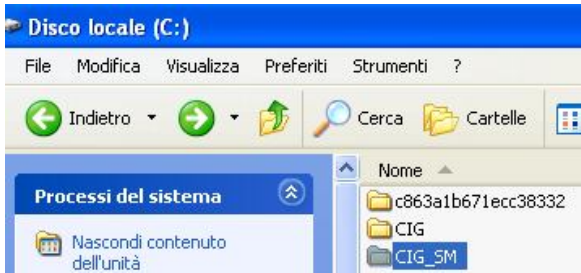 Disco locale (C:)
File Modifica Visualizza Preferiti Strumenti ?
Indietro Cerca Cartelle
Nome
Processi del sistema
c863a1b671ecc38332
CIG
Nascondi contenuto
CIG_SM
dell'unità